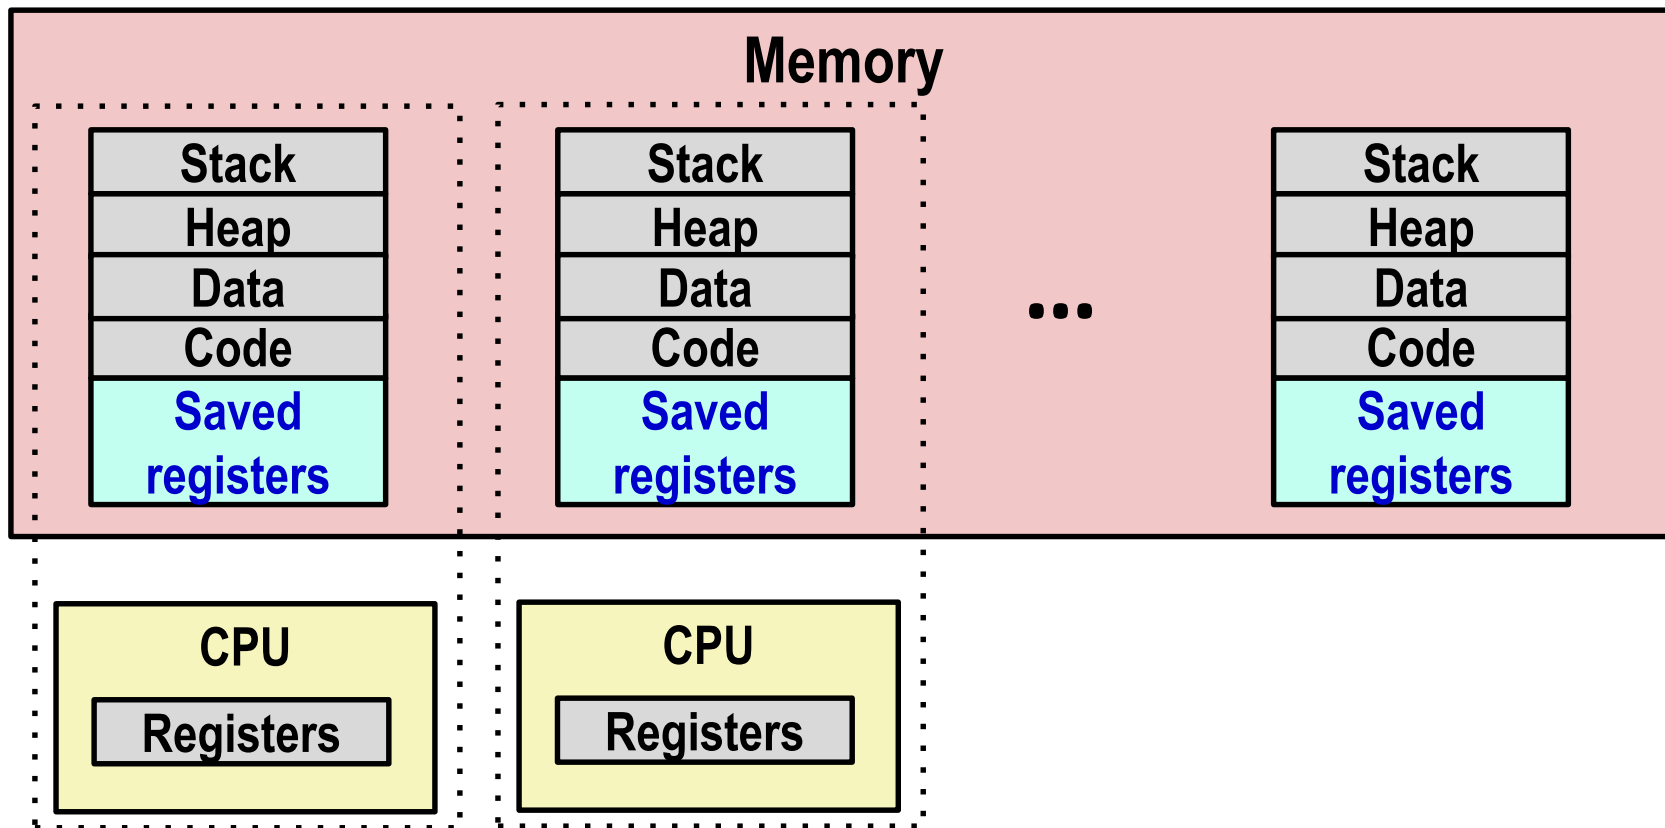 Memory
Stack
Heap
Data
Code
Saved
registers
Stack
Heap
Data
Code
Saved
registers
...
Stack
Heap
Data
Code
Saved
registers
CPU
Registers
CPU
Registers